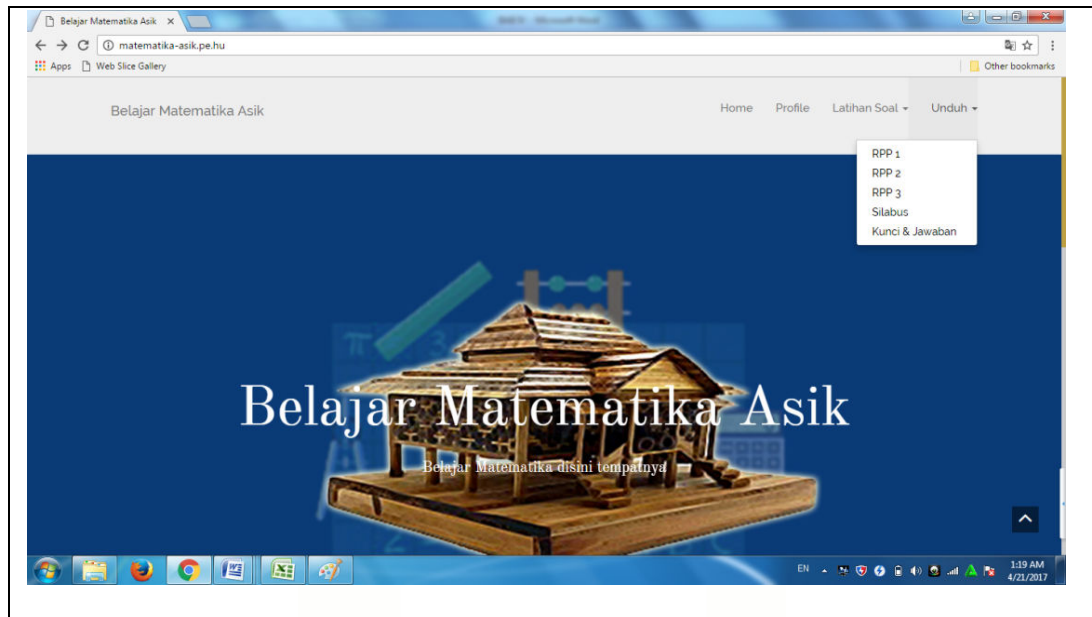 Belajar Matematika Asik
matematika-asik.pe.hu
Apps Web Slice Gallery Other bookmarks
Belajar Matematika Asik Home Profile Latihan Soal Unduh
RPP 1
RPP 2
RPP 3
Silabus
Kunci & Jawaban
Belajar Matematika Asik
Belajar Matematika disini tempatnya
EN 1:19 AM
4/21/2017